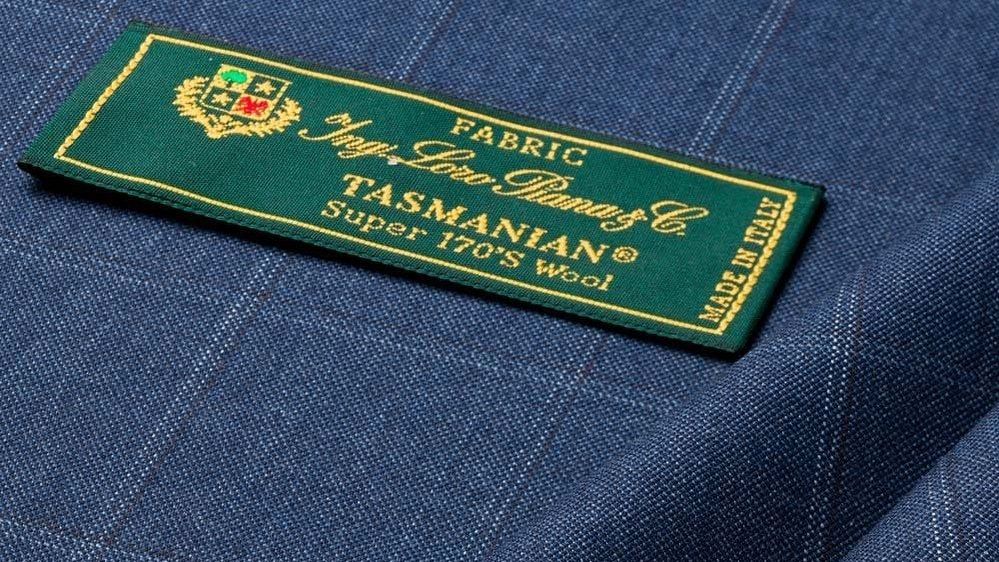 FABRIC
Ing. Loro Piana & C.
TASMANIAN®
Super 170'S Wool
MADE IN ITALY